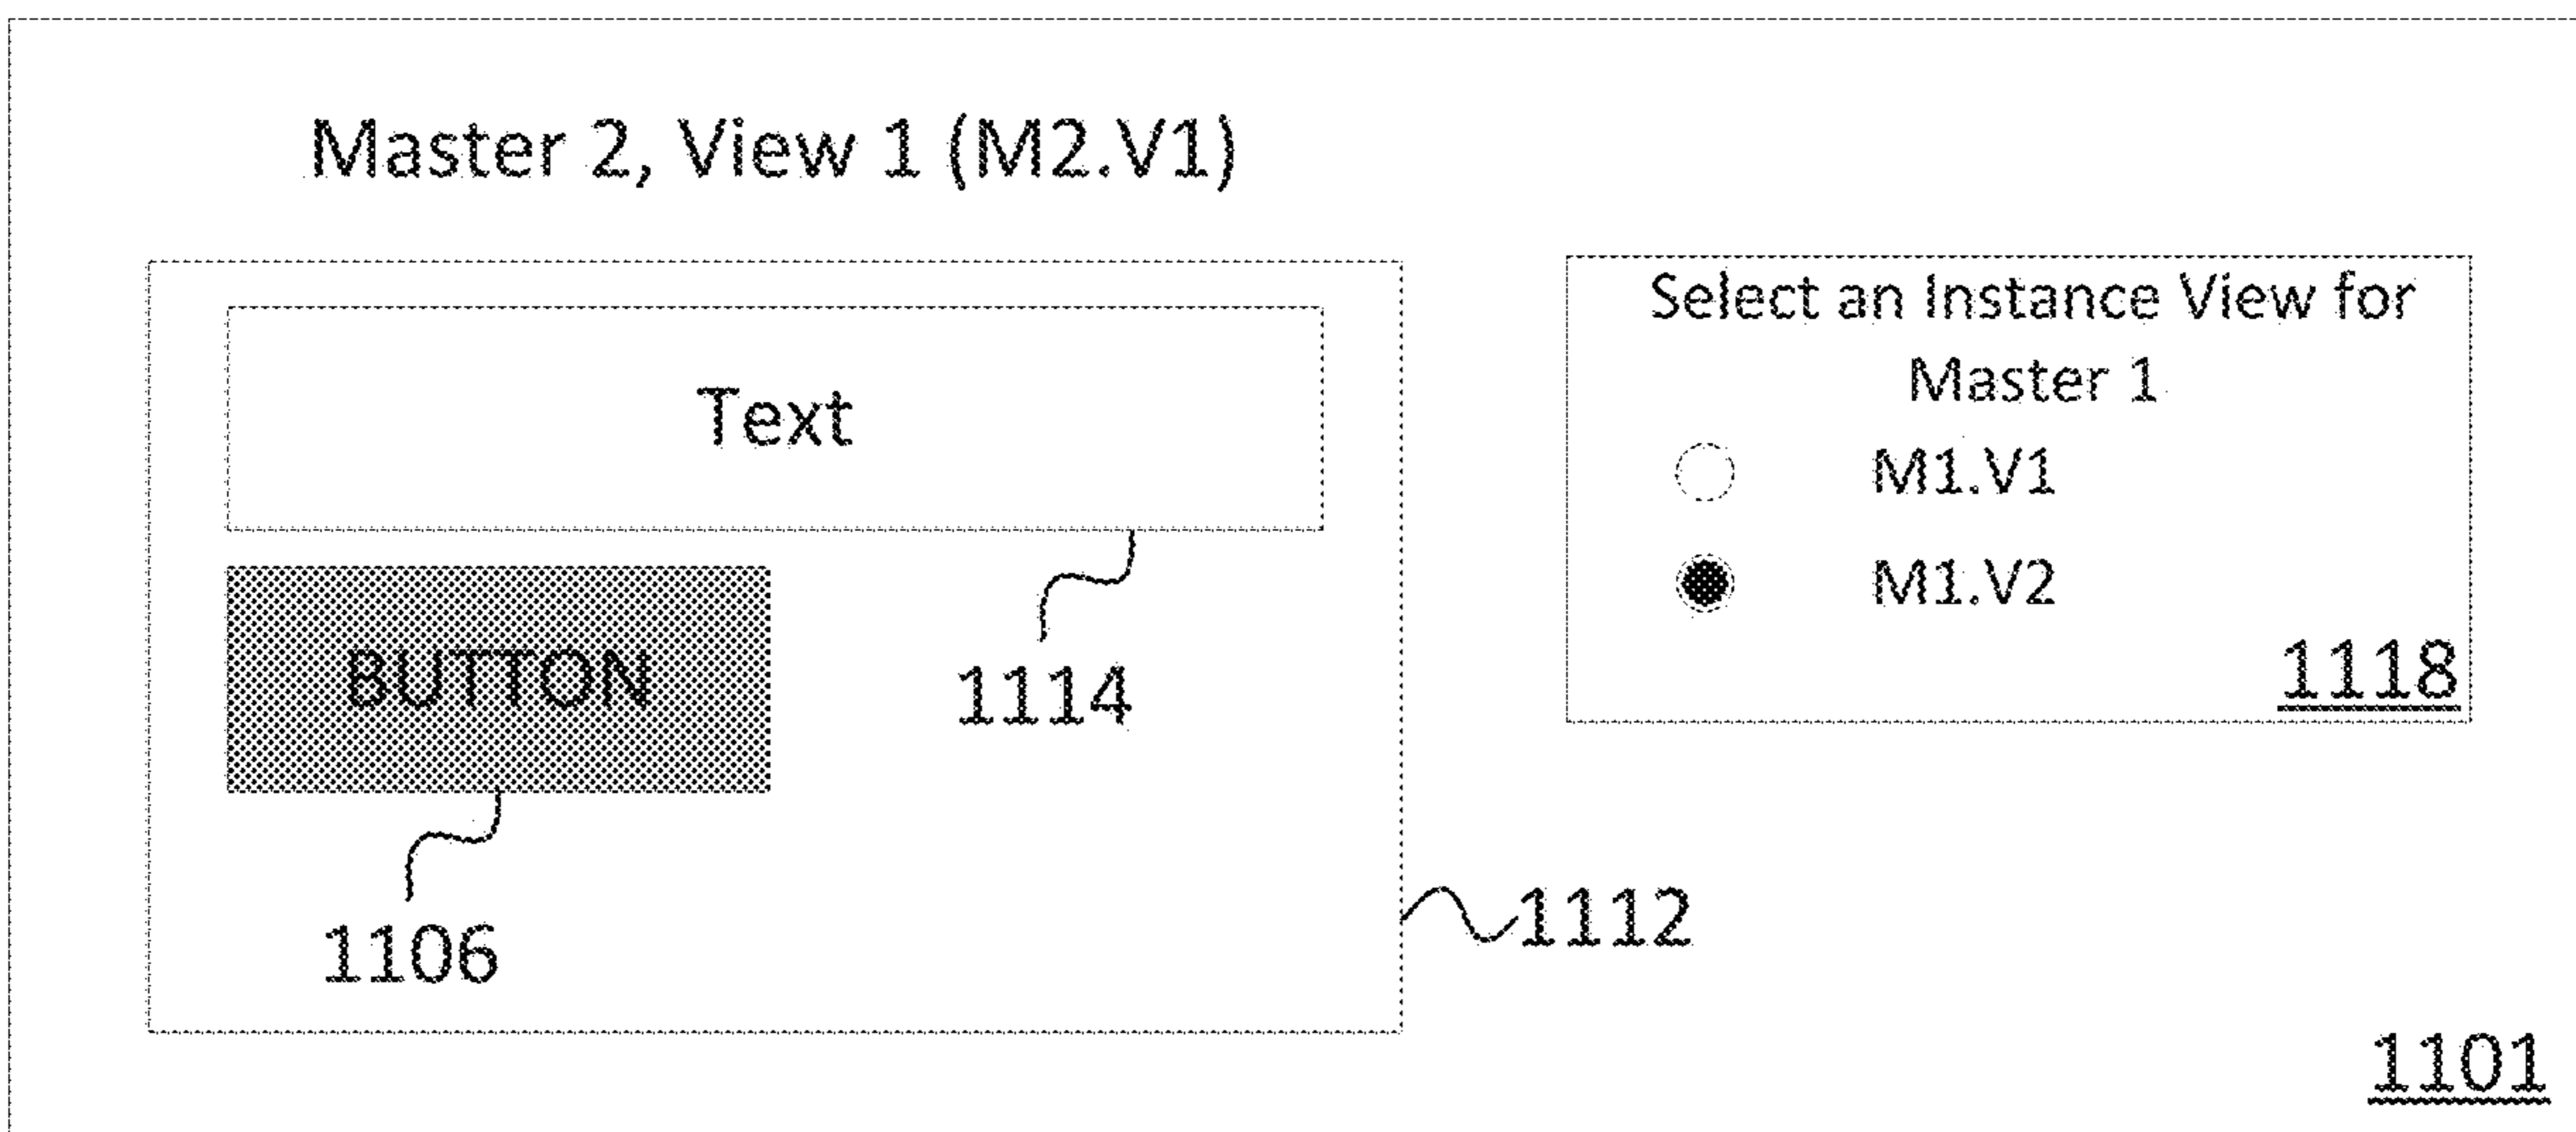 Master 2, View 1 (M2.V1)
Select an Instance View for
Master 1
Text
M1.V1
M1.V2
BUTTON
1114
1118
1106
1112
1101